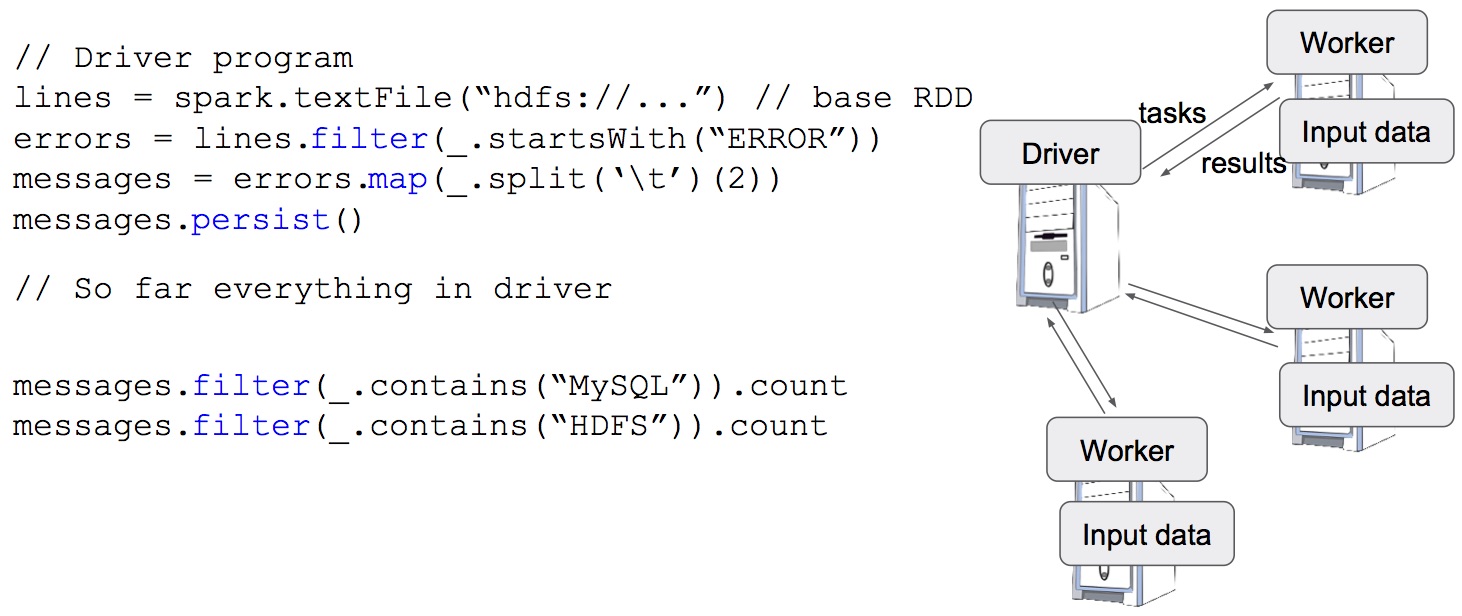 // Driver program
lines = spark.textFile(“hdfs://...”) // base RDD
errors = lines.filter(_.startsWith(“ERROR”))
messages = errors.map(_.split(‘\t’)(2))
messages.persist()
// So far everything in driver
messages.filter(_.contains(“MySQL”)).count
messages.filter(_.contains(“HDFS”)).count
Worker
Input data
tasks
results
Driver
Worker
Input data
Worker
Input data